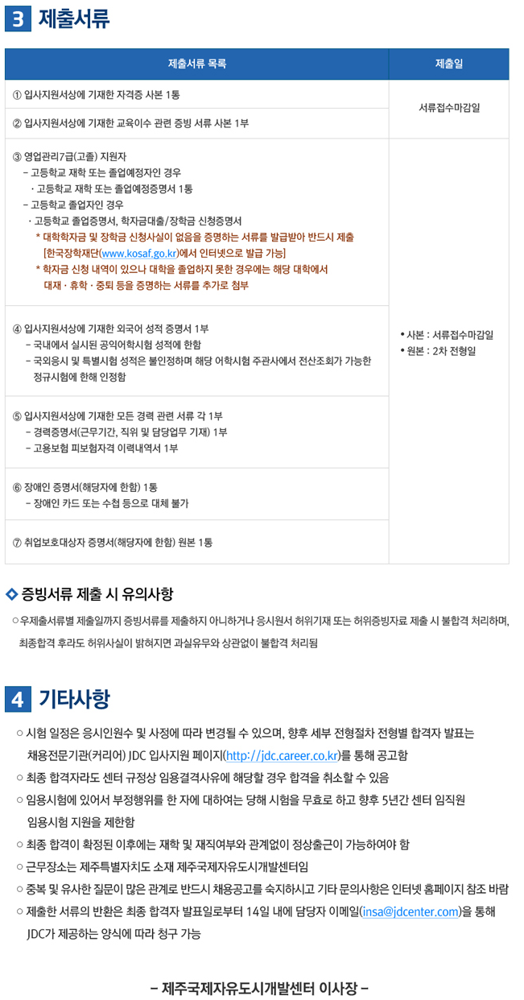 3 제출서류
제출서류 목록
제출일
① 입사지원서상에 기재한 자격증 사본 1통
② 입사지원서상에 기재한 교육이수 관련 증빙 서류 사본 1부
서류접수마감일
③ 영업관리7급(고졸) 지원자
– 고등학교 재학 또는 졸업예정자인 경우
· 고등학교 재학 또는 졸업예정증명서 1통
– 고등학교 졸업자인 경우
· 고등학교 졸업증명서, 학자금대출/장학금 신청증명서
* 대학학자금 및 장학금 신청사실이 없음을 증명하는 서류를 발급받아 반드시 제출
[한국장학재단(www.kosaf.go.kr)에서 인터넷으로 발급 가능]
* 학자금 신청 내역이 있으나 대학을 졸업하지 못한 경우에는 해당 대학에서
대재 · 휴학 · 중퇴 등을 증명하는 서류를 추가로 첨부
④ 입사지원서상에 기재한 외국어 성적 증명서 1부
– 국내에서 실시된 공익어학시험 성적에 한함
– 국외응시 및 특별시험 성적은 불인정하며 해당 어학시험 주관사에서 전산조회가 가능한
정규시험에 한해 인정함
⑤ 입사지원서상에 기재한 모든 경력 관련 서류 각 1부
– 경력증명서(근무기간, 직위 및 담당업무 기재) 1부
– 고용보험 피보험자격 이력내역서 1부
⑥ 장애인 증명서(해당자에 한함) 1통
– 장애인 카드 또는 수첩 등으로 대체 불가
⑦ 취업보호대상자 증명서(해당자에 한함) 원본 1통
• 사본 : 서류접수마감일
• 원본 : 2차 전형일
◇ 증빙서류 제출 시 유의사항
○ 우제출서류별 제출일까지 증빙서류를 제출하지 아니하거나 응시원서 허위기재 또는 허위증빙자료 제출 시 불합격 처리하며,
최종합격 후라도 허위사실이 밝혀지면 과실유무와 상관없이 불합격 처리됨
4 기타사항
○ 시험 일정은 응시인원수 및 사정에 따라 변경될 수 있으며, 향후 세부 전형절차 전형별 합격자 발표는
채용전문기관(커리어) JDC 입사지원 페이지(http://jdc.career.co.kr)를 통해 공고함
○ 최종 합격자라도 센터 규정상 임용결격사유에 해당할 경우 합격을 취소할 수 있음
○ 임용시험에 있어서 부정행위를 한 자에 대하여는 당해 시험을 무효로 하고 향후 5년간 센터 임직원
임용시험 지원을 제한함
○ 최종 합격이 확정된 이후에는 재학 및 재직여부와 관계없이 정상출근이 가능하여야 함
○ 근무장소는 제주특별자치도 소재 제주국제자유도시개발센터임
○ 중복 및 유사한 질문이 많은 관계로 반드시 채용공고를 숙지하시고 기타 문의사항은 인터넷 홈페이지 참조 바람
○ 제출한 서류의 반환은 최종 합격자 발표일로부터 14일 내에 담당자 이메일(insa@jdcenter.com)을 통해
JDC가 제공하는 양식에 따라 청구 가능
– 제주국제자유도시개발센터 이사장 –